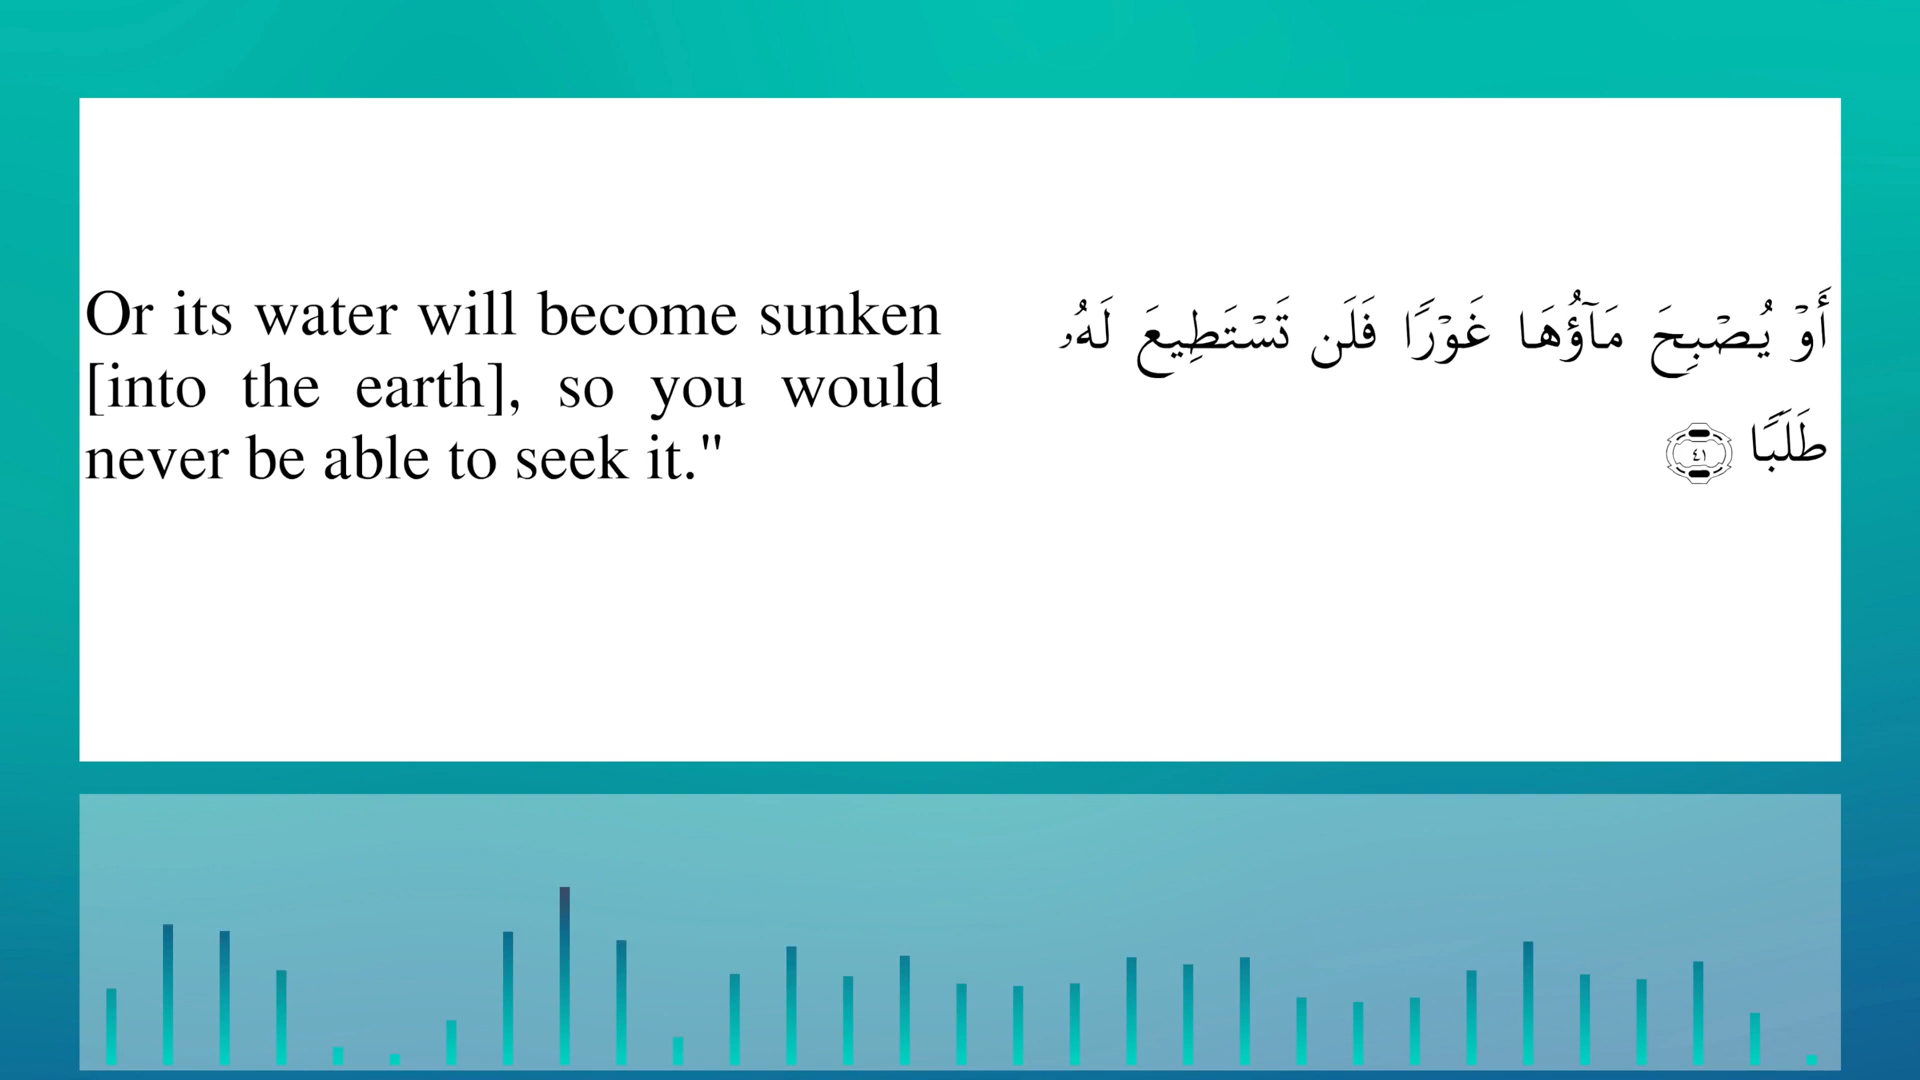 Or its water will become sunken
[into the earth], so you would
never be able to seek it."
أَوۡ يُصۡبِحَ مَآؤُهَا غَوۡرٗا فَلَن تَسۡتَطِيعَ لَهُۥ
طَلَبٗا ٤١